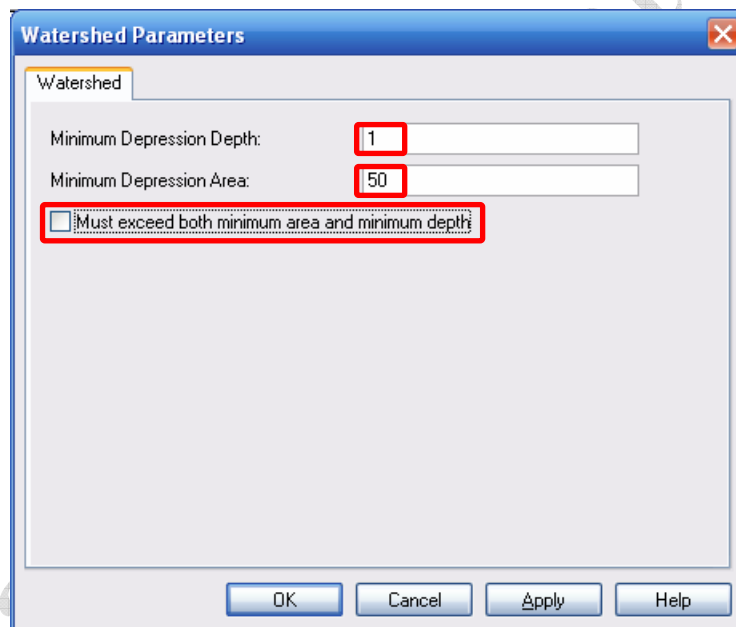 Watershed Parameters
Watershed
Minimum Depression Depth: 1
Minimum Depression Area: 50
Must exceed both minimum area and minimum depth
OK Cancel Apply Help